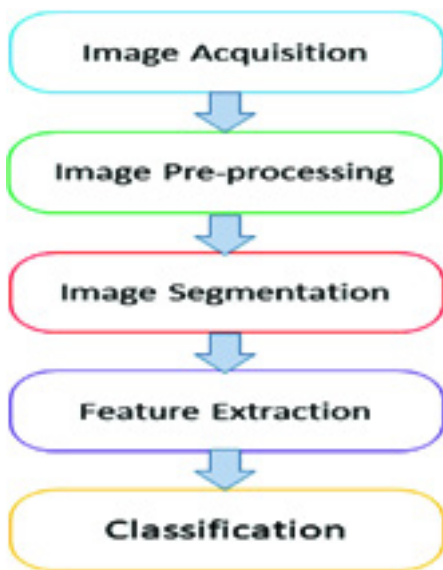 Image Acquisition
Image Pre-processing
Image Segmentation
Feature Extraction
Classification